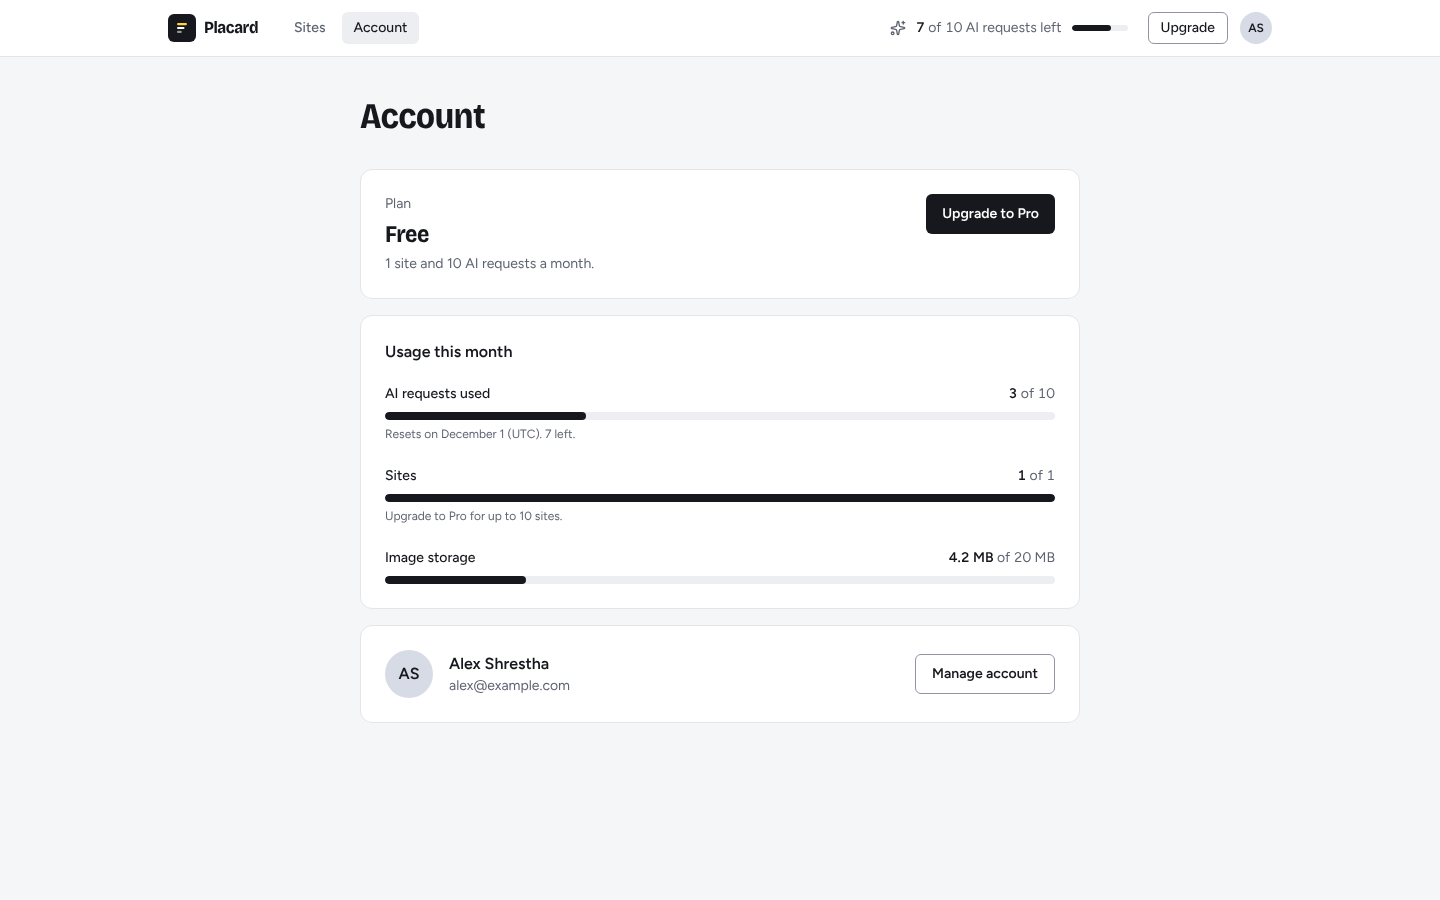 Placard
Sites
Account
7 of 10 AI requests left
Upgrade
AS
Account
Plan
Free
1 site and 10 AI requests a month.
Upgrade to Pro
Usage this month
AI requests used
3 of 10
Resets on December 1 (UTC). 7 left.
Sites
1 of 1
Upgrade to Pro for up to 10 sites.
Image storage
4.2 MB of 20 MB
AS
Alex Shrestha
alex@example.com
Manage account